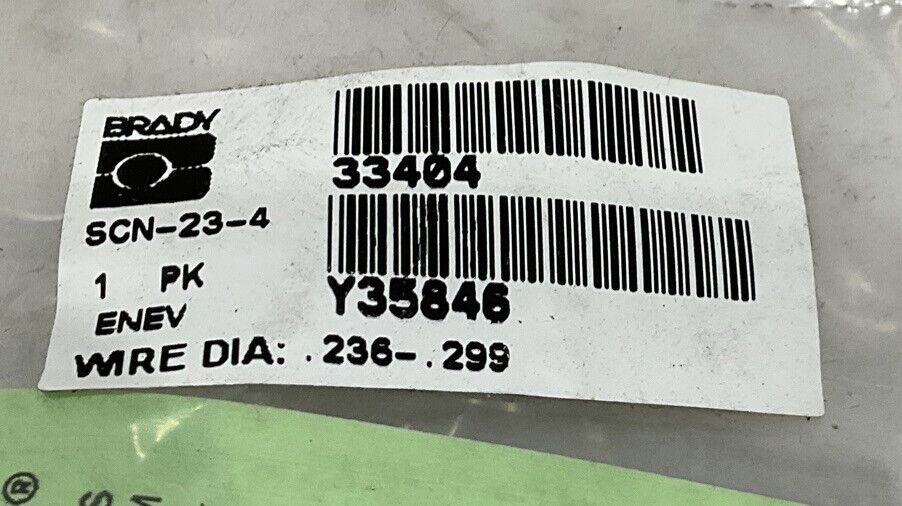 BRADY
SCN-23-4
1 PK
ENEV
33404
Y35846
WIRE DIA: .236-.299
®